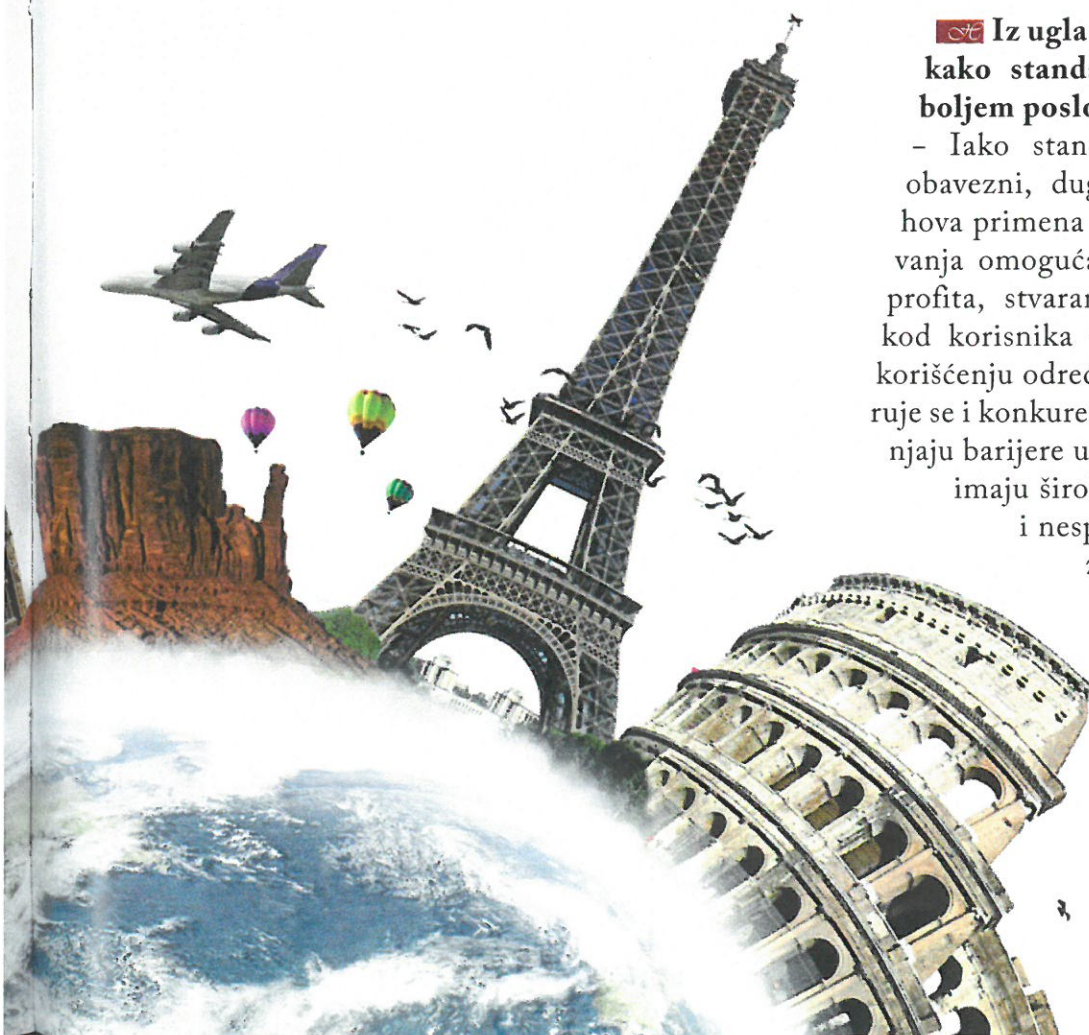 Iz ugla
kako stand
boljem poslo
– Iako stan
obavezni, dug
hova primena
vanja omoguća
profita, stvaran
kod korisnika
korišćenju odred
ruje se i konkure
njaju barijere u
imaju širo
i nesp